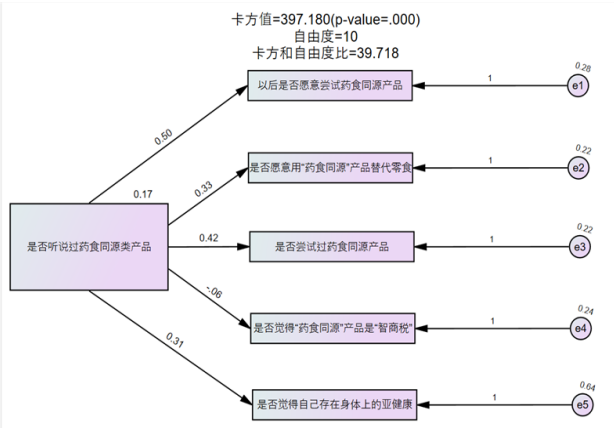 卡方值=397.180(p-value=.000)
自由度=10
卡方和自由度比=39.718
0.28
以后是否愿意尝试药食同源产品
1
e1
0.50
0.22
是否愿意用“药食同源”产品替代零食
1
e2
0.33
0.17
0.22
是否听说过药食同源类产品
0.42
是否尝试过药食同源产品
1
e3
-.06
0.24
是否觉得“药食同源”产品是“智商税”
1
e4
0.31
0.64
是否觉得自己存在身体上的亚健康
1
e5